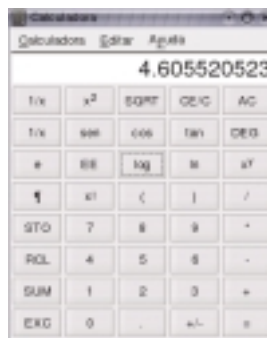 Calculadora
Calculadora Editar Ayuda
4.605520523
1/x x² SQRT CE/C AC
1/x sen cos tan DEG
e EE log ln x^y
x! ( ) /
STO 7 8 9 *
RCL 4 5 6 -
SUM 1 2 3 +
EXC 0 . +/- =